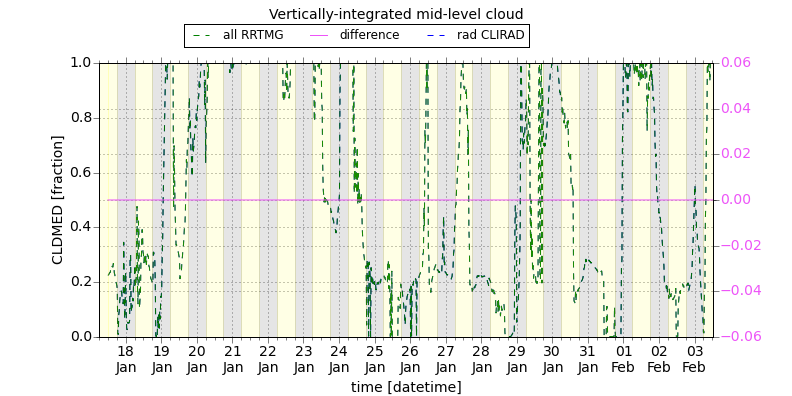 Vertically-integrated mid-level cloud
all RRTMG difference rad CLIRAD
CLDMED [fraction]
1.0
0.8
0.6
0.4
0.2
0.0
0.06
0.04
0.02
0.00
−0.02
−0.04
−0.06
18 19 20 21 22 23 24 25 26 27 28 29 30 31 01 02 03
Jan Jan Jan Jan Jan Jan Jan Jan Jan Jan Jan Jan Jan Jan Feb Feb Feb
time [datetime]